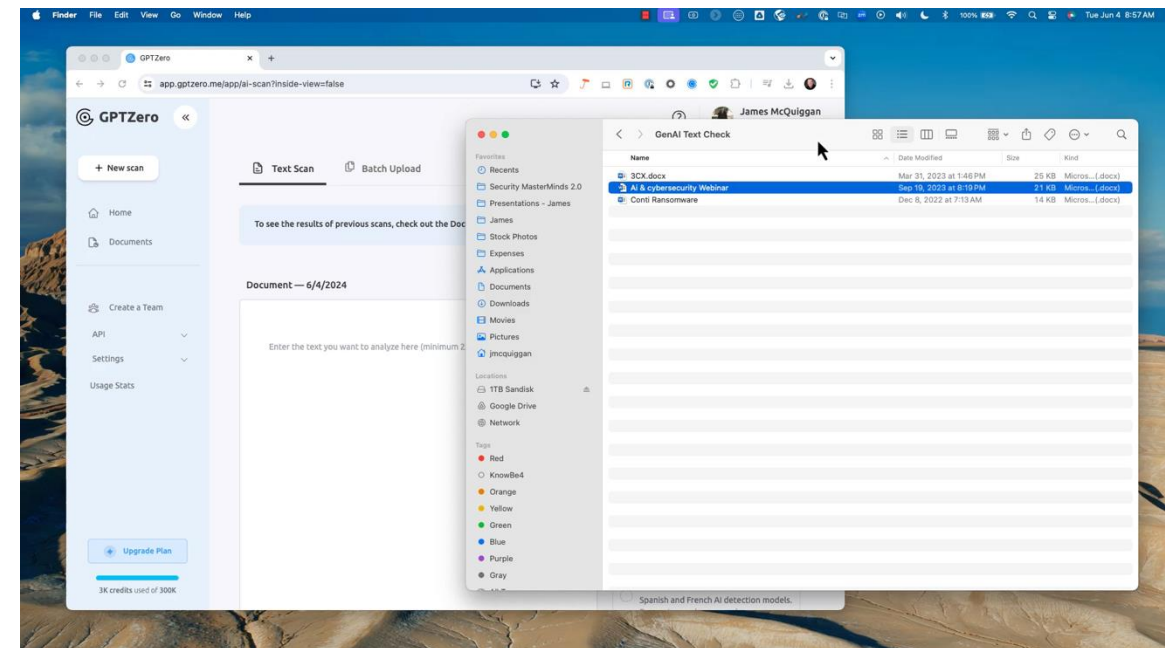 Finder File Edit View Go Window Help
100% Tue Jun 4 8:57AM
GPTZero
app.gptzero.me/app/ai-scan?inside-view=false
GPTZero
James McQuiggan
+ New scan
Text Scan Batch Upload
Home
To see the results of previous scans, check out the Doc
Documents
Document — 6/4/2024
Create a Team
API
Enter the text you want to analyze here (minimum 2
Settings
Usage Stats
Upgrade Plan
3K credits used of 300K
Spanish and French AI detection models.
GenAI Text Check
Favorites
Recents
Security MasterMinds 2.0
Presentations - James
James
Stock Photos
Expenses
Applications
Documents
Downloads
Movies
Pictures
jmcquiggan
Locations
1TB Sandisk
Google Drive
Network
Tags
Red
KnowBe4
Orange
Yellow
Green
Blue
Purple
Gray
Name Date Modified Size Kind
3CX.docx Mar 31, 2023 at 1:46 PM 25 KB Micros...(.docx)
Ai & cybersecurity Webinar Sep 19, 2023 at 8:19 PM 21 KB Micros...(.docx)
Conti Ransomware Dec 8, 2022 at 7:13 AM 14 KB Micros...(.docx)